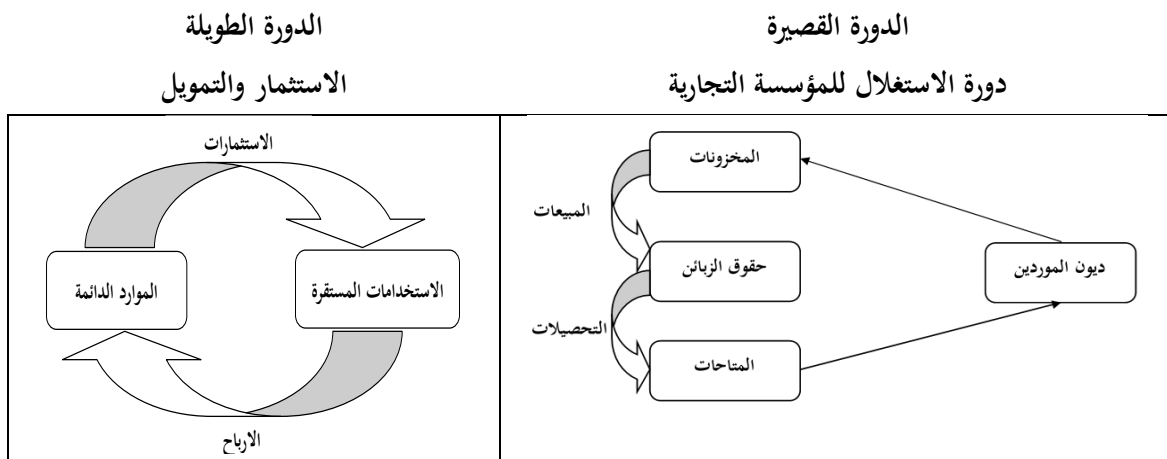 الدورة القصيرة
دورة الاستغلال للمؤسسة التجارية
المخزونات
المبيعات
حقوق الزبائن
ديون الموردين
التحصيلات
المتاحات
الدورة الطويلة
الاستثمار والتمويل
الاستثمارات
الاستخدامات المستقرة
الموارد الدائمة
الارباح